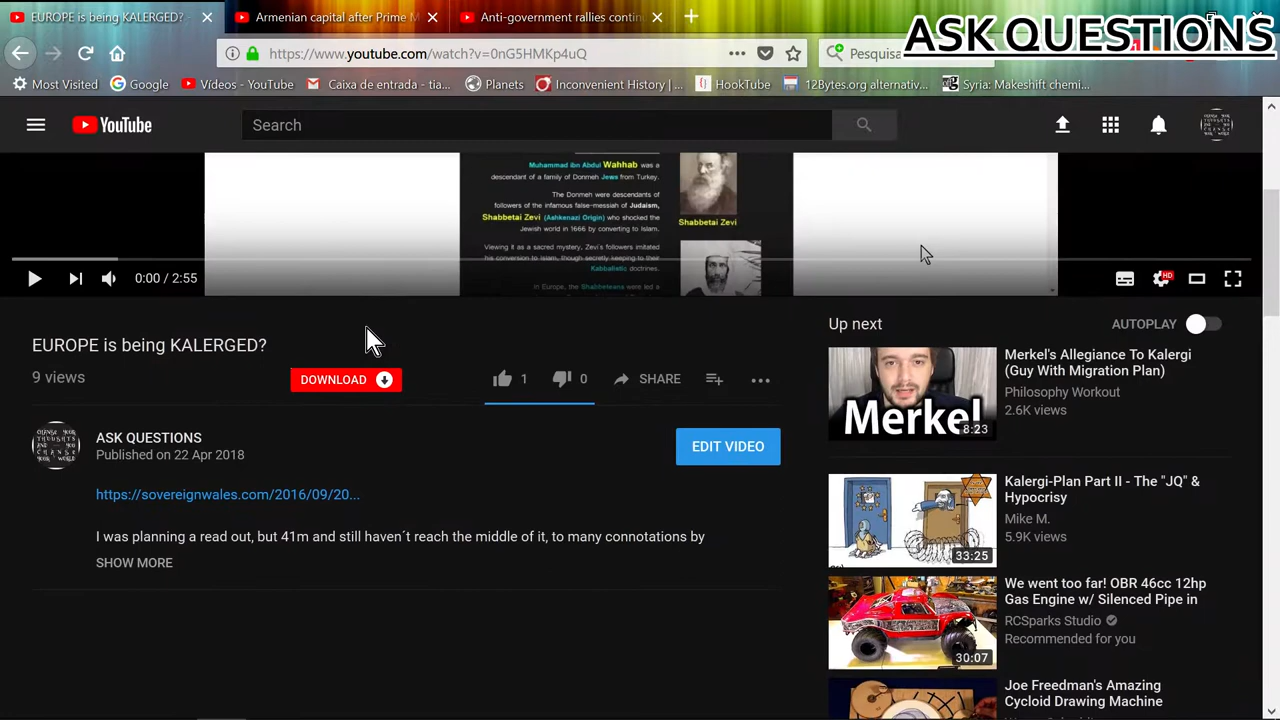 EUROPE is being KALERGED? -
Armenian capital after Prime M
Anti-government rallies contin
ASK QUESTIONS
https://www.youtube.com/watch?v=0nG5HMKp4uQ
Pesquisa
Most Visited
Google
Vídeos - YouTube
Caixa de entrada - tia...
Planets
Inconvenient History | ...
HookTube
12Bytes.org alternativ...
Syria: Makeshift chemi...
YouTube
Search
Muhammad ibn Abdul Wahhab was a
descendant of a family of Donmeh Jews from Turkey.
The Donmeh were descendants of
followers of the infamous false-messiah of Judaism,
Shabbetai Zevi (Ashkenazi Origin) who shocked the
Jewish world in 1666 by converting to Islam.
Shabbetai Zevi
Viewing it as a sacred mystery, Zevi's followers imitated
his conversion to Islam, though secretly keeping to their
Kabbalistic doctrines.
In Europe, the Shabbeteans were led a
0:00 / 2:55
HD
EUROPE is being KALERGED?
9 views
DOWNLOAD
1
0
SHARE
ASK QUESTIONS
Published on 22 Apr 2018
EDIT VIDEO
https://sovereignwales.com/2016/09/20...
I was planning a read out, but 41m and still haven´t reach the middle of it, to many connotations by
SHOW MORE
Up next
AUTOPLAY
Merkel
8:23
Merkel's Allegiance To Kalergi
(Guy With Migration Plan)
Philosophy Workout
2.6K views
33:25
Kalergi-Plan Part II - The "JQ" &
Hypocrisy
Mike M.
5.9K views
30:07
We went too far! OBR 46cc 12hp
Gas Engine w/ Silenced Pipe in
RCSparks Studio
Recommended for you
Joe Freedman's Amazing
Cycloid Drawing Machine